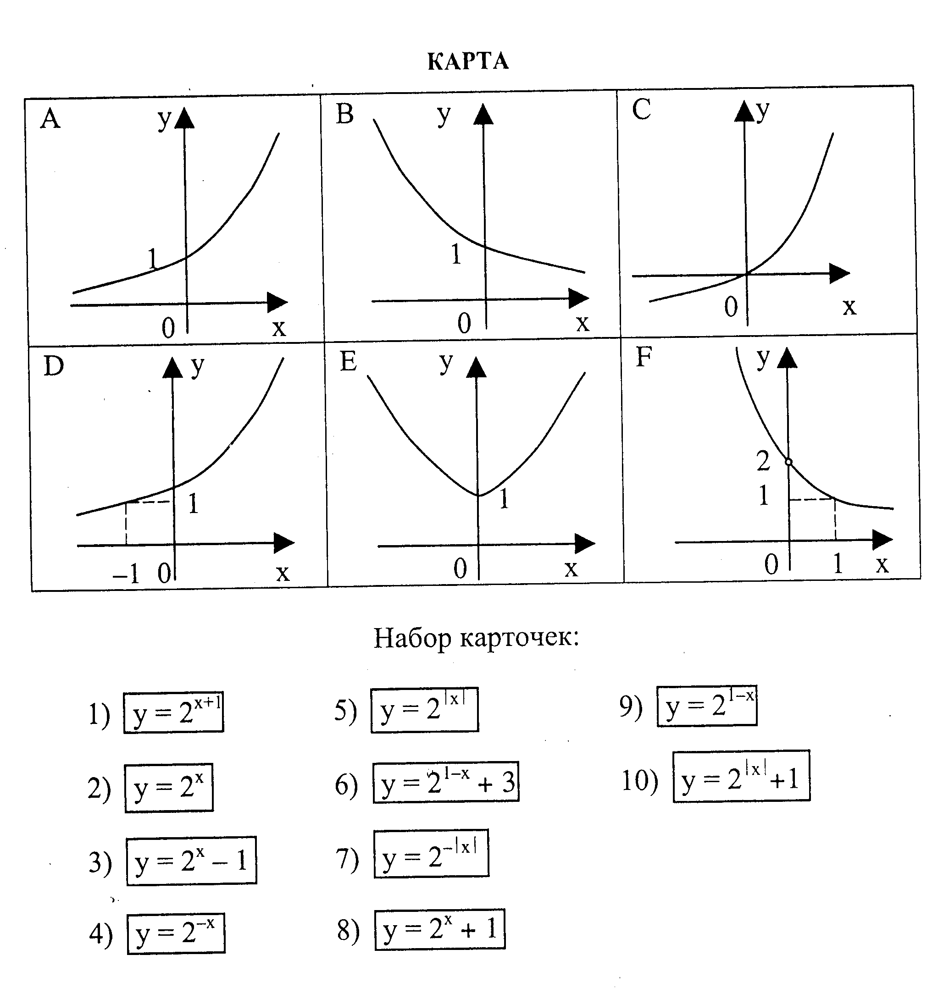 КАРТА
A y 1 0 x
B y 1 0 x
C y 0 x
D y 1 –1 0 x
E y 1 0 x
F y 2 1 0 1 x
Набор карточек:
1) y = 2^{x+1}
2) y = 2^{x}
3) y = 2^{x} – 1
4) y = 2^{–x}
5) y = 2^{|x|}
6) y = 2^{1–x} + 3
7) y = 2^{–|x|}
8) y = 2^{x} + 1
9) y = 2^{1–x}
10) y = 2^{|x|} +1